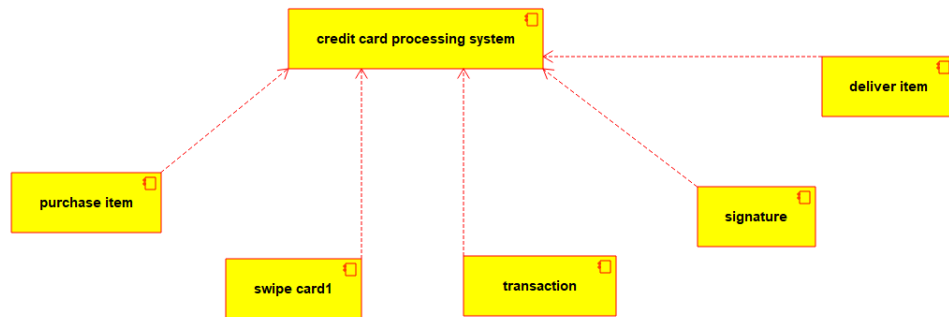 credit card processing system
deliver item
purchase item
signature
swipe card1
transaction